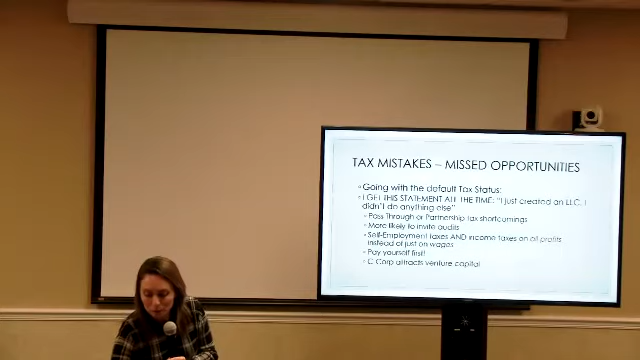 TAX MISTAKES – MISSED OPPORTUNITIES
Going with the default Tax Status:
I GET THIS STATEMENT ALL THE TIME: "I just created an LLC, I
didn't do anything else"
Pass Through or Partnership tax shortcomings
More likely to invite audits
Self-Employment Taxes AND income taxes on all profits
instead of just on wages
Pay yourself first!
C Corp attracts venture capital